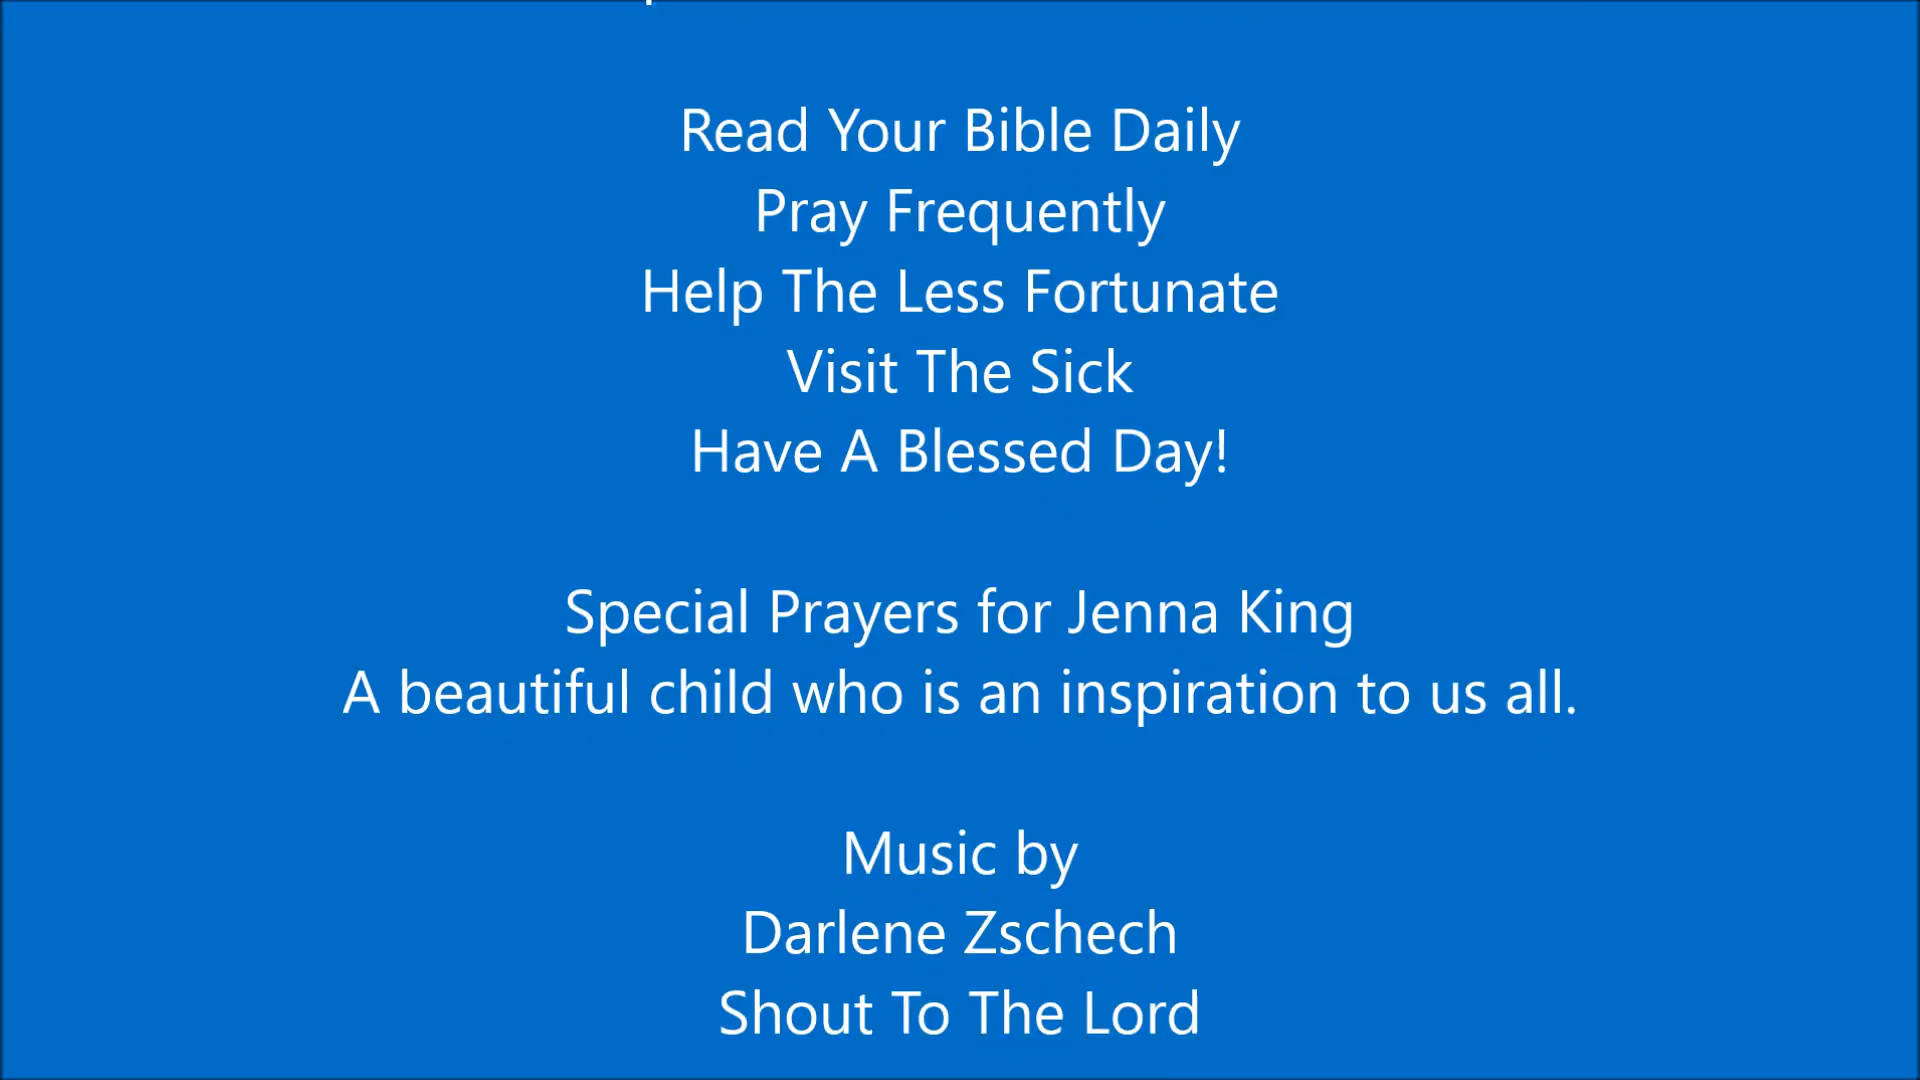 Read Your Bible Daily
Pray Frequently
Help The Less Fortunate
Visit The Sick
Have A Blessed Day!
Special Prayers for Jenna King
A beautiful child who is an inspiration to us all.
Music by
Darlene Zschech
Shout To The Lord